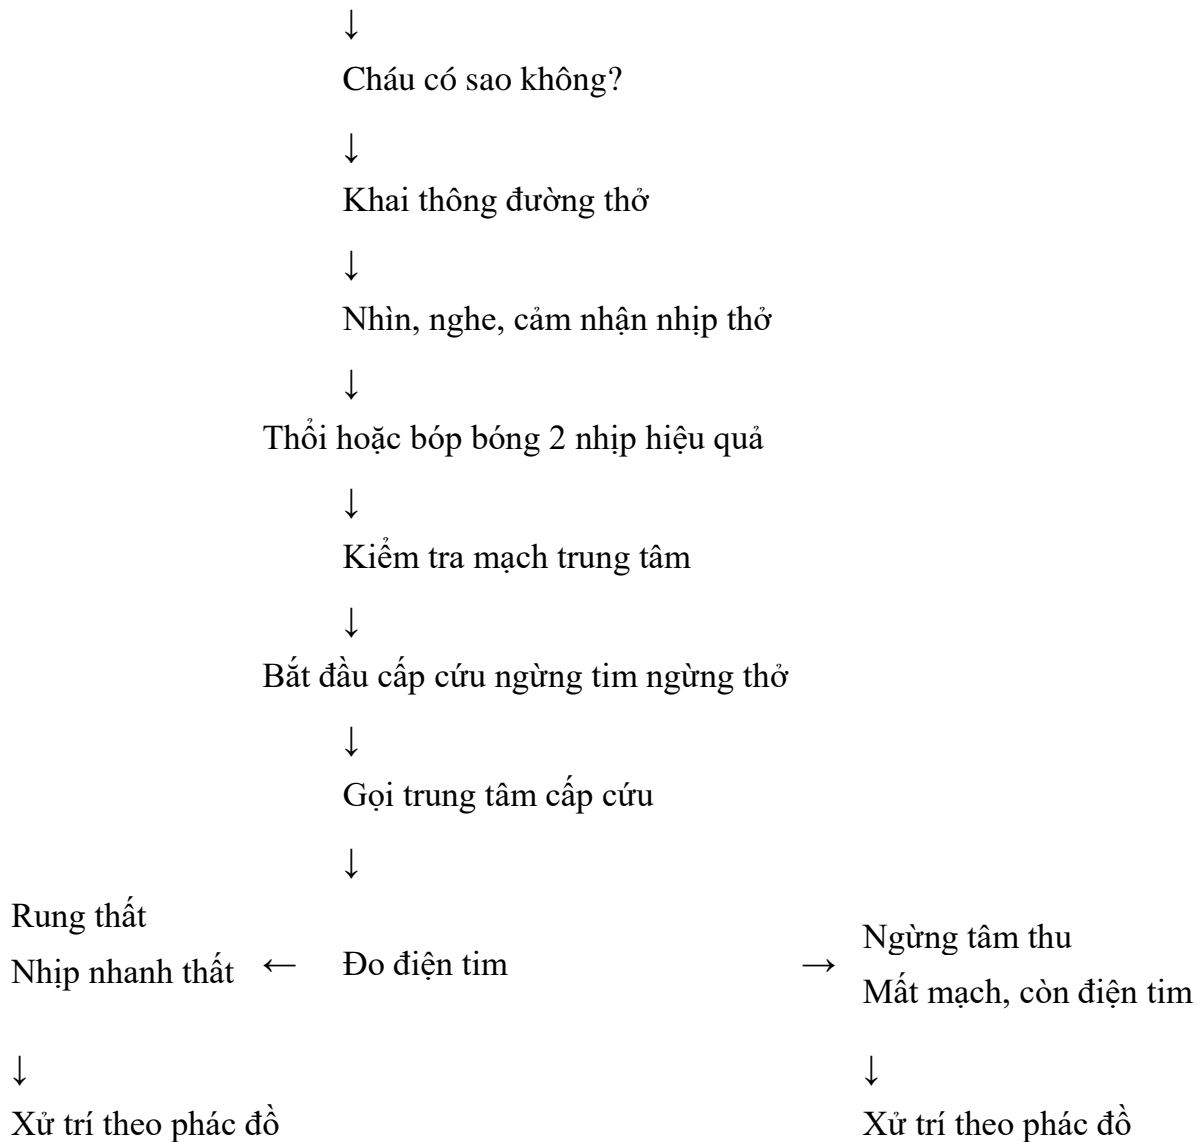 ↓
Cháu có sao không?
↓
Khai thông đường thở
↓
Nhìn, nghe, cảm nhận nhịp thở
↓
Thổi hoặc bóp bóng 2 nhịp hiệu quả
↓
Kiểm tra mạch trung tâm
↓
Bắt đầu cấp cứu ngừng tim ngừng thở
↓
Gọi trung tâm cấp cứu
↓
Rung thất
Nhịp nhanh thất ← Đo điện tim →
Ngừng tâm thu
Mất mạch, còn điện tim
↓ ↓
Xử trí theo phác đồ Xử trí theo phác đồ